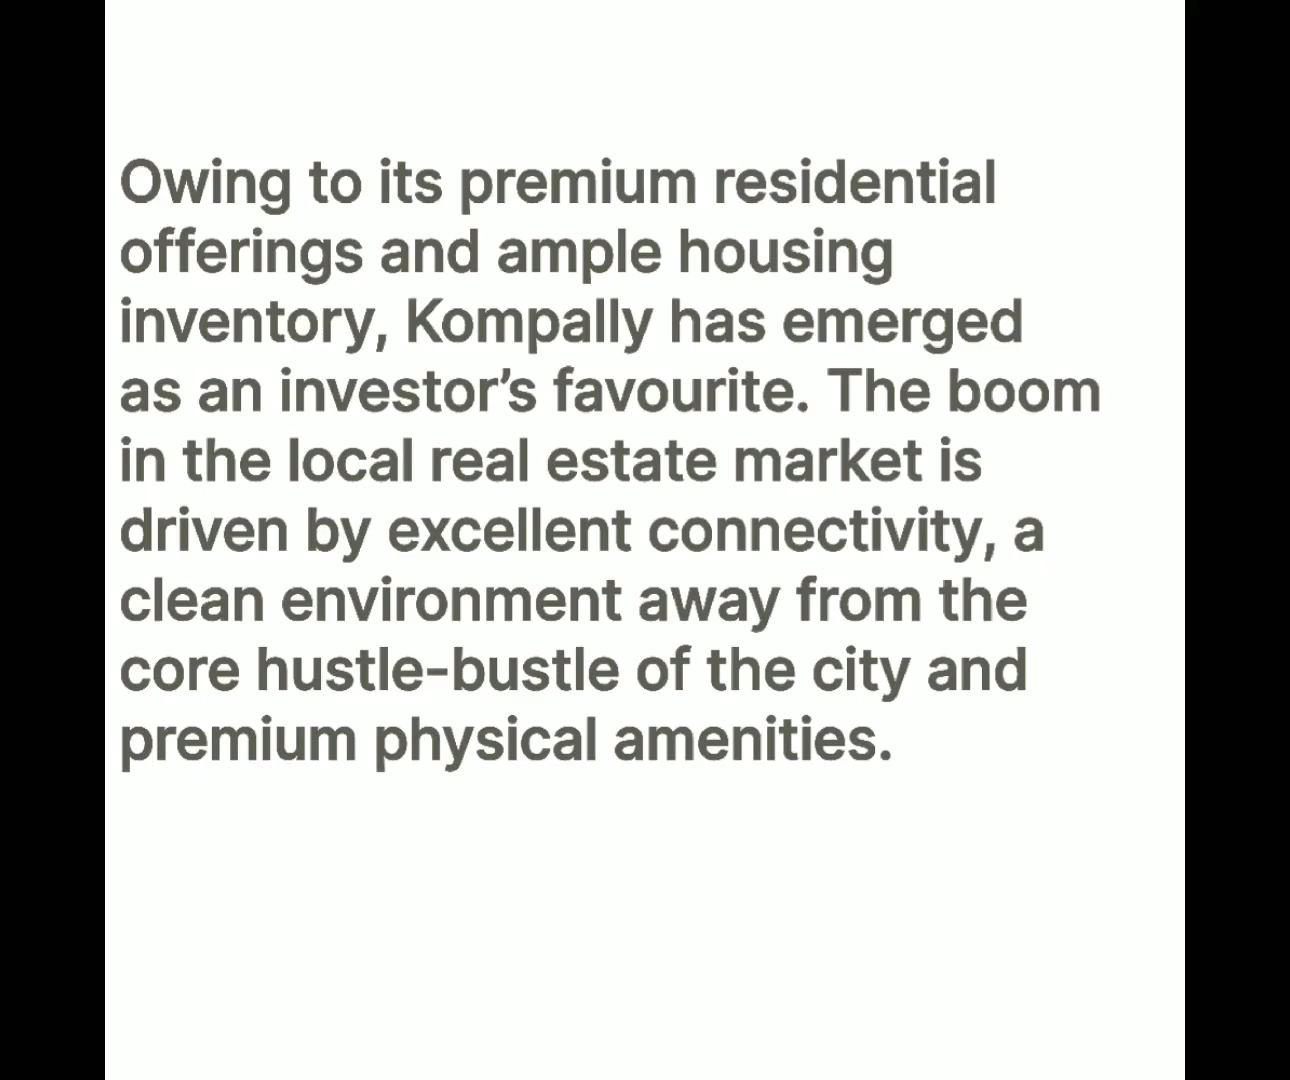 Owing to its premium residential
offerings and ample housing
inventory, Kompally has emerged
as an investor’s favourite. The boom
in the local real estate market is
driven by excellent connectivity, a
clean environment away from the
core hustle-bustle of the city and
premium physical amenities.